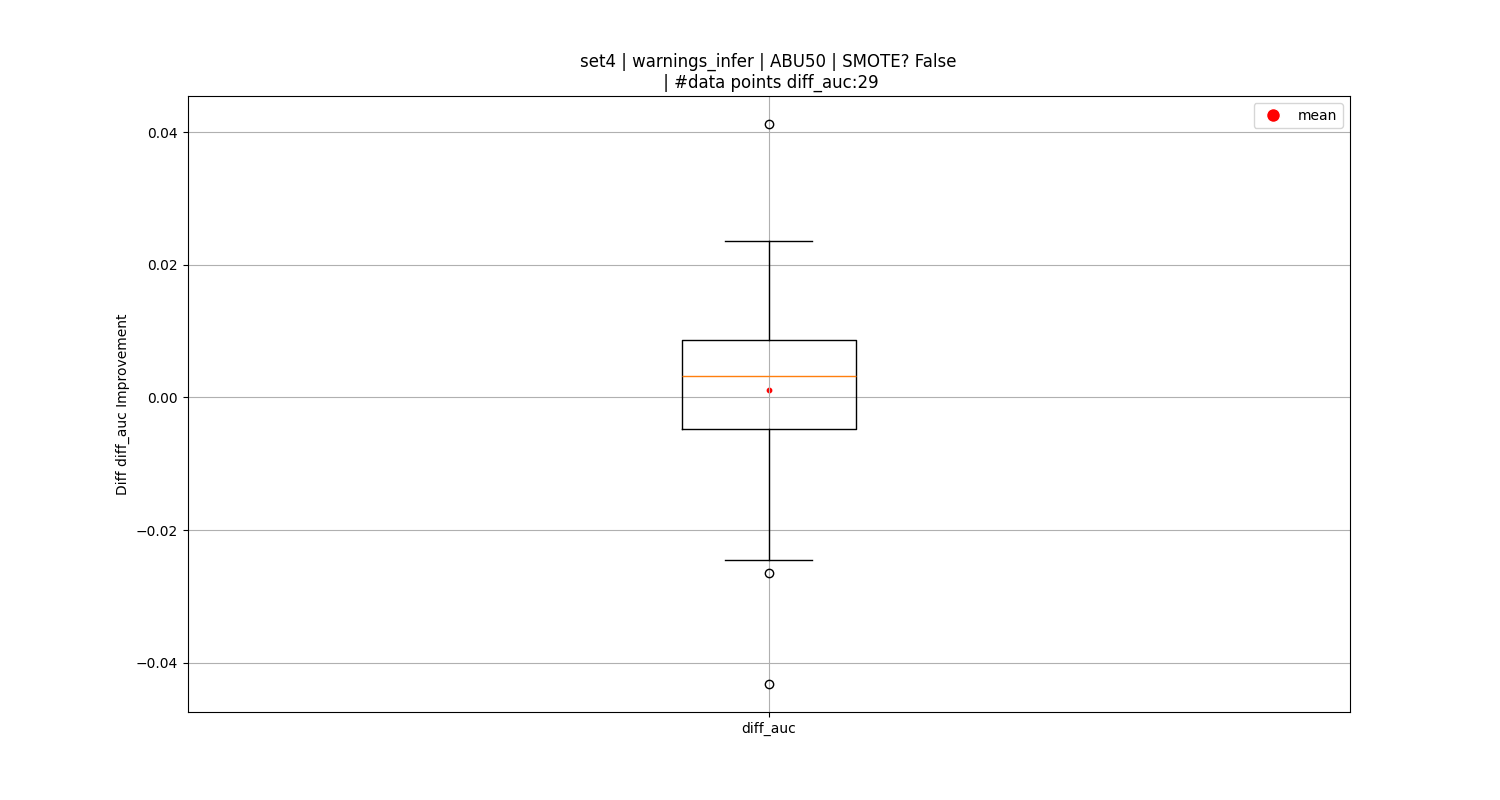 set4 | warnings_infer | ABU50 | SMOTE? False
| #data points diff_auc:29
mean
0.04
0.02
0.00
−0.02
−0.04
Diff diff_auc Improvement
diff_auc